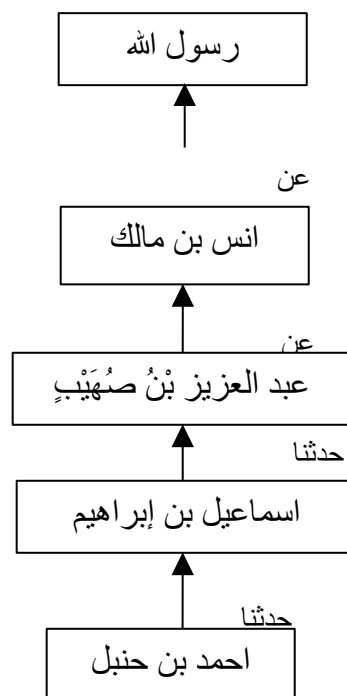 رسول الله
عن
انس بن مالك
عن
عبد العزيز بْنُ صُهَيْبٍ
حدثنا
اسماعيل بن إبراهيم
حدثنا
احمد بن حنبل